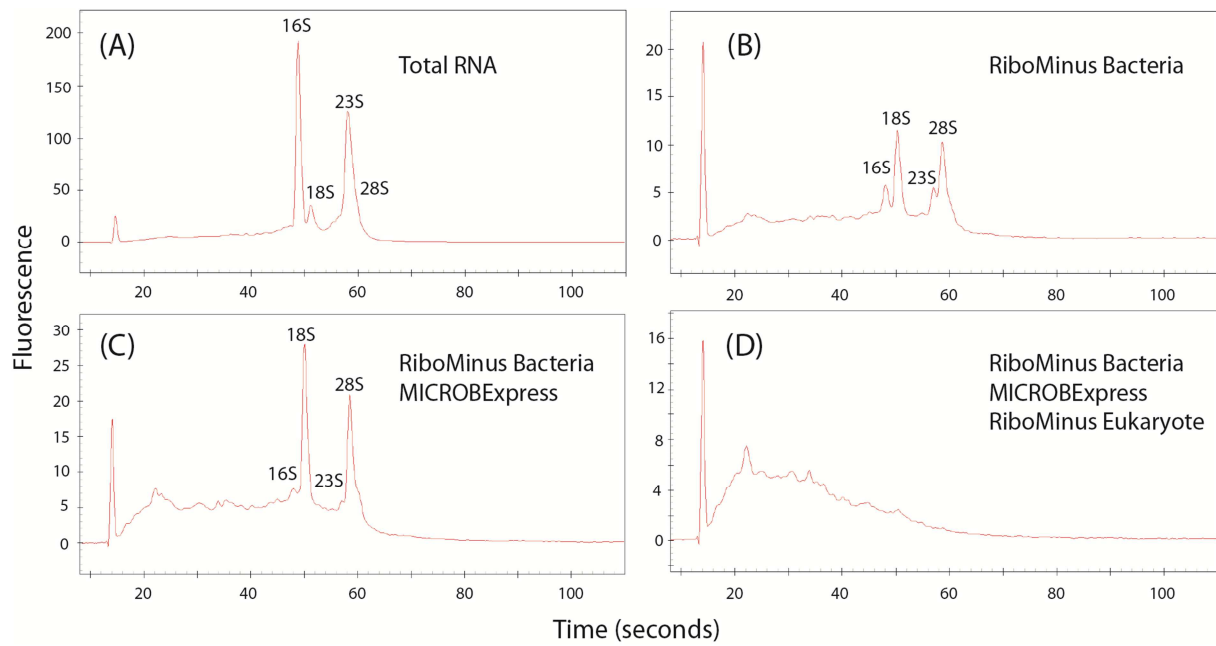 Fluorescence
(A)
Total RNA
16S
18S
23S
28S
200
150
100
50
0
20 40 60 80 100
(B)
RiboMinus Bacteria
16S
18S
23S
28S
20
15
10
5
0
20 40 60 80 100
(C)
RiboMinus Bacteria
MICROBExpress
16S
18S
23S
28S
30
25
20
15
10
5
0
20 40 60 80 100
(D)
RiboMinus Bacteria
MICROBExpress
RiboMinus Eukaryote
16
12
8
4
0
20 40 60 80 100
Time (seconds)